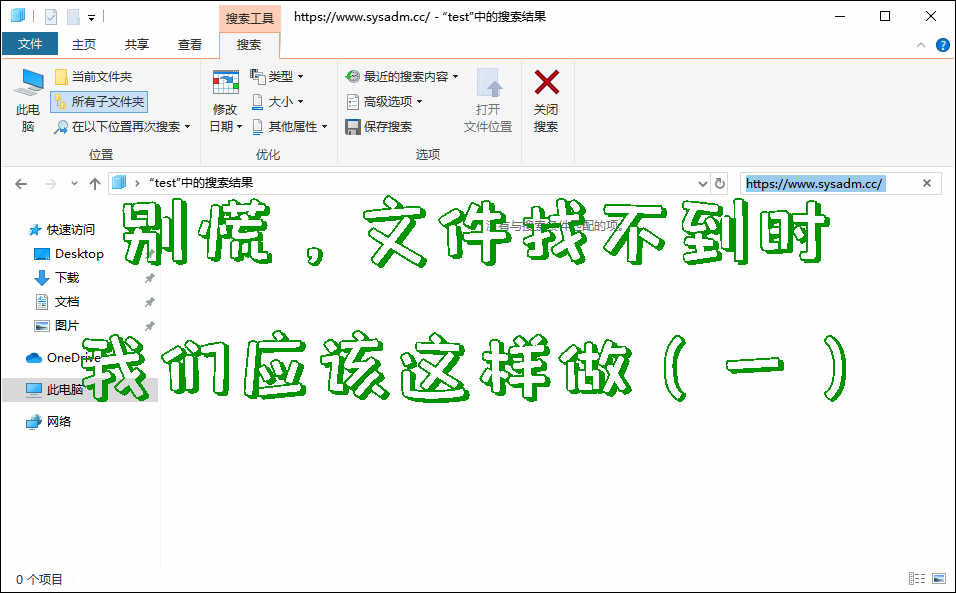 搜索工具
https://www.sysadm.cc/ - “test”中的搜索结果
文件 主页 共享 查看 搜索
此电脑
当前文件夹
所有子文件夹
在以下位置再次搜索
位置
修改日期
类型
大小
其他属性
优化
最近的搜索内容
高级选项
保存搜索
打开文件位置
选项
关闭搜索
“test”中的搜索结果
https://www.sysadm.cc/
别慌，文件找不到时
没有与搜索条件匹配的项。
快速访问
Desktop
下载
文档
图片
我们应该这样做（一）
OneDrive
此电脑
网络
0 个项目